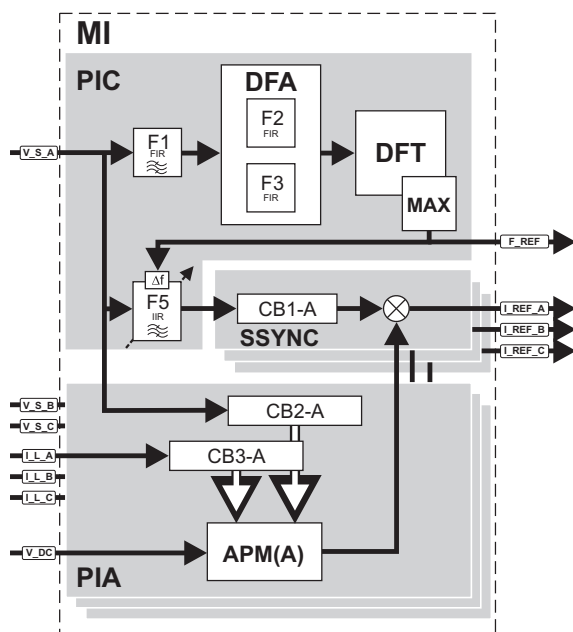 MI
PIC
DFA
F1
FIR
F2
FIR
F3
FIR
DFT
MAX
V_S_A
F_REF
Δf
F5
IIR
CB1-A
SSYNC
I_REF_A
I_REF_B
I_REF_C
V_S_B
V_S_C
I_L_A
I_L_B
I_L_C
CB2-A
CB3-A
V_DC
APM(A)
PIA